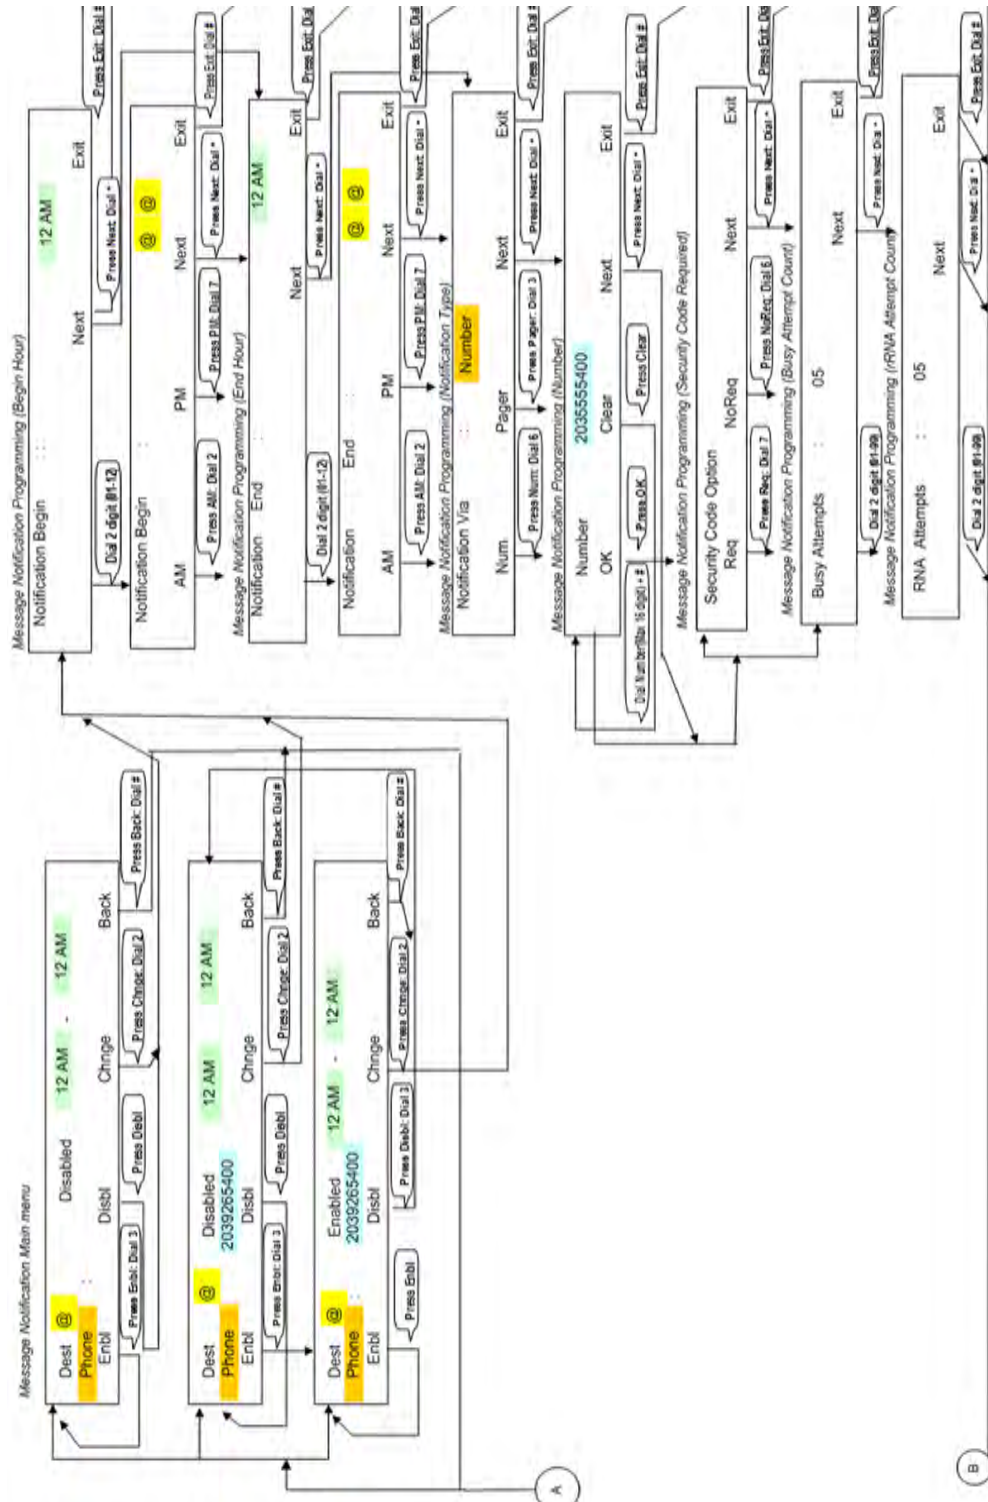 Message Notification Main menu
Dest @ Disabled 12 AM - 12 AM
Phone : :
Enbl Disbl Chnge Back
Press Enbl: Dial 3
Press Disbl
Press Chnge: Dial 2
Press Back: Dial #
Dest @ Disabled 12 AM 12 AM
Phone 2039265400
Enbl Disbl Chnge Back
Press Enbl: Dial 3
Press Disbl
Press Chnge: Dial 2
Press Back: Dial #
Dest @ Enabled 12 AM - 12 AM
Phone : : 2039265400
Enbl Disbl Chnge Back
Press Enbl
Press Disbl: Dial 3
Press Chnge: Dial 2
Press Back: Dial #
A
Message Notification Programming (Begin Hour)
Notification Begin : : 12 AM
Next Exit
Dial 2 digit (01-12)
Press Next: Dial *
Press Exit: Dial #
Notification Begin : : @ @
AM PM Next Exit
Press AM: Dial 2
Press PM: Dial 7
Press Next: Dial *
Press Exit: Dial #
Message Notification Programming (End Hour)
Notification End : : 12 AM
Next Exit
Dial 2 digit (01-12)
Press Next: Dial *
Press Exit: Dial
Notification End @ @
AM PM Next Exit
Press AM: Dial 2
Press PM: Dial 7
Press Next: Dial *
Press Exit: Dial
Message Notification Programming (Notification Type)
Notification Via : : Number
Num Pager Next Exit
Press Num: Dial 6
Press Pager: Dial 3
Press Next: Dial *
Press Exit: Dial
Message Notification Programming (Number)
Number 2035555400
OK Clear Next Exit
Dial Number(Max 16 digit) + #
Press OK
Press Clear
Press Next: Dial *
Press Exit: Dial #
Message Notification Programming (Security Code Required)
Security Code Option
Req NoReq Next Exit
Press Req: Dial 7
Press NoReq: Dial 6
Press Next: Dial *
Press Exit: Dial
Message Notification Programming (Busy Attempt Count)
Busy Attempts : : 05
Next Exit
Dial 2 digit (01-99)
Press Next: Dial *
Press Exit: Dial
Message Notification Programming (rRNA Attempt Count)
RNA Attempts : : 05
Next Exit
Dial 2 digit (01-99)
Press Next: Dial *
Press Exit: Dial #
B